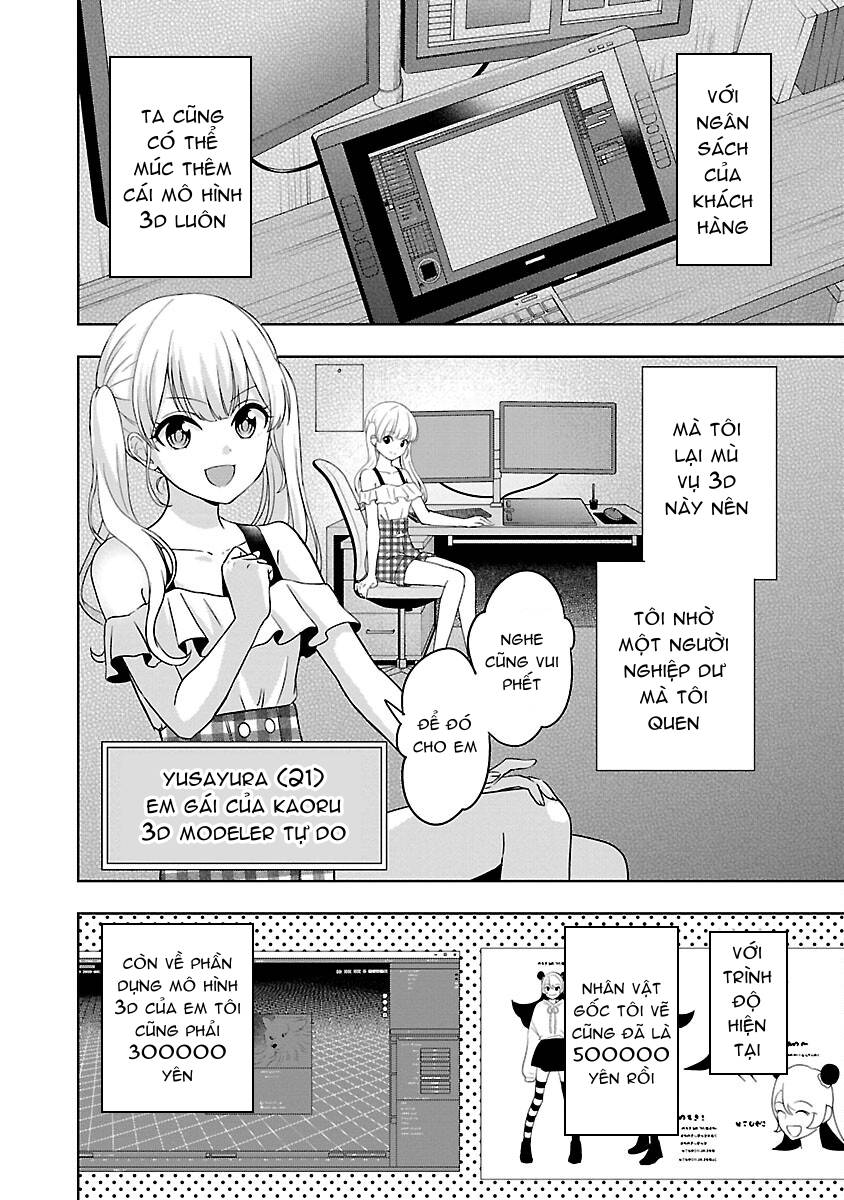 VỚI
NGÂN
SÁCH
CỦA
KHÁCH
HÀNG
TA CŨNG
CÓ THỂ
MÚC THÊM
CÁI MÔ HÌNH
3D LUÔN
MÀ TÔI
LẠI MÙ
VỤ 3D
NÀY NÊN
TÔI NHỜ
MỘT NGƯỜI
NGHIỆP DƯ
MÀ TÔI
QUEN
NGHE
CŨNG VUI
PHẾT
ĐỂ ĐÓ
CHO EM
YUSAYURA (21)
EM GÁI CỦA KAORU
3D MODELER TỰ DO
VỚI
TRÌNH
ĐỘ
HIỆN
TẠI
NHÂN VẬT
GỐC TÔI VẼ
CŨNG ĐÃ LÀ
500000
YÊN RỒI
CÒN VỀ PHẦN
DỰNG MÔ HÌNH
3D CỦA EM TÔI
CŨNG PHẢI
300000
YÊN